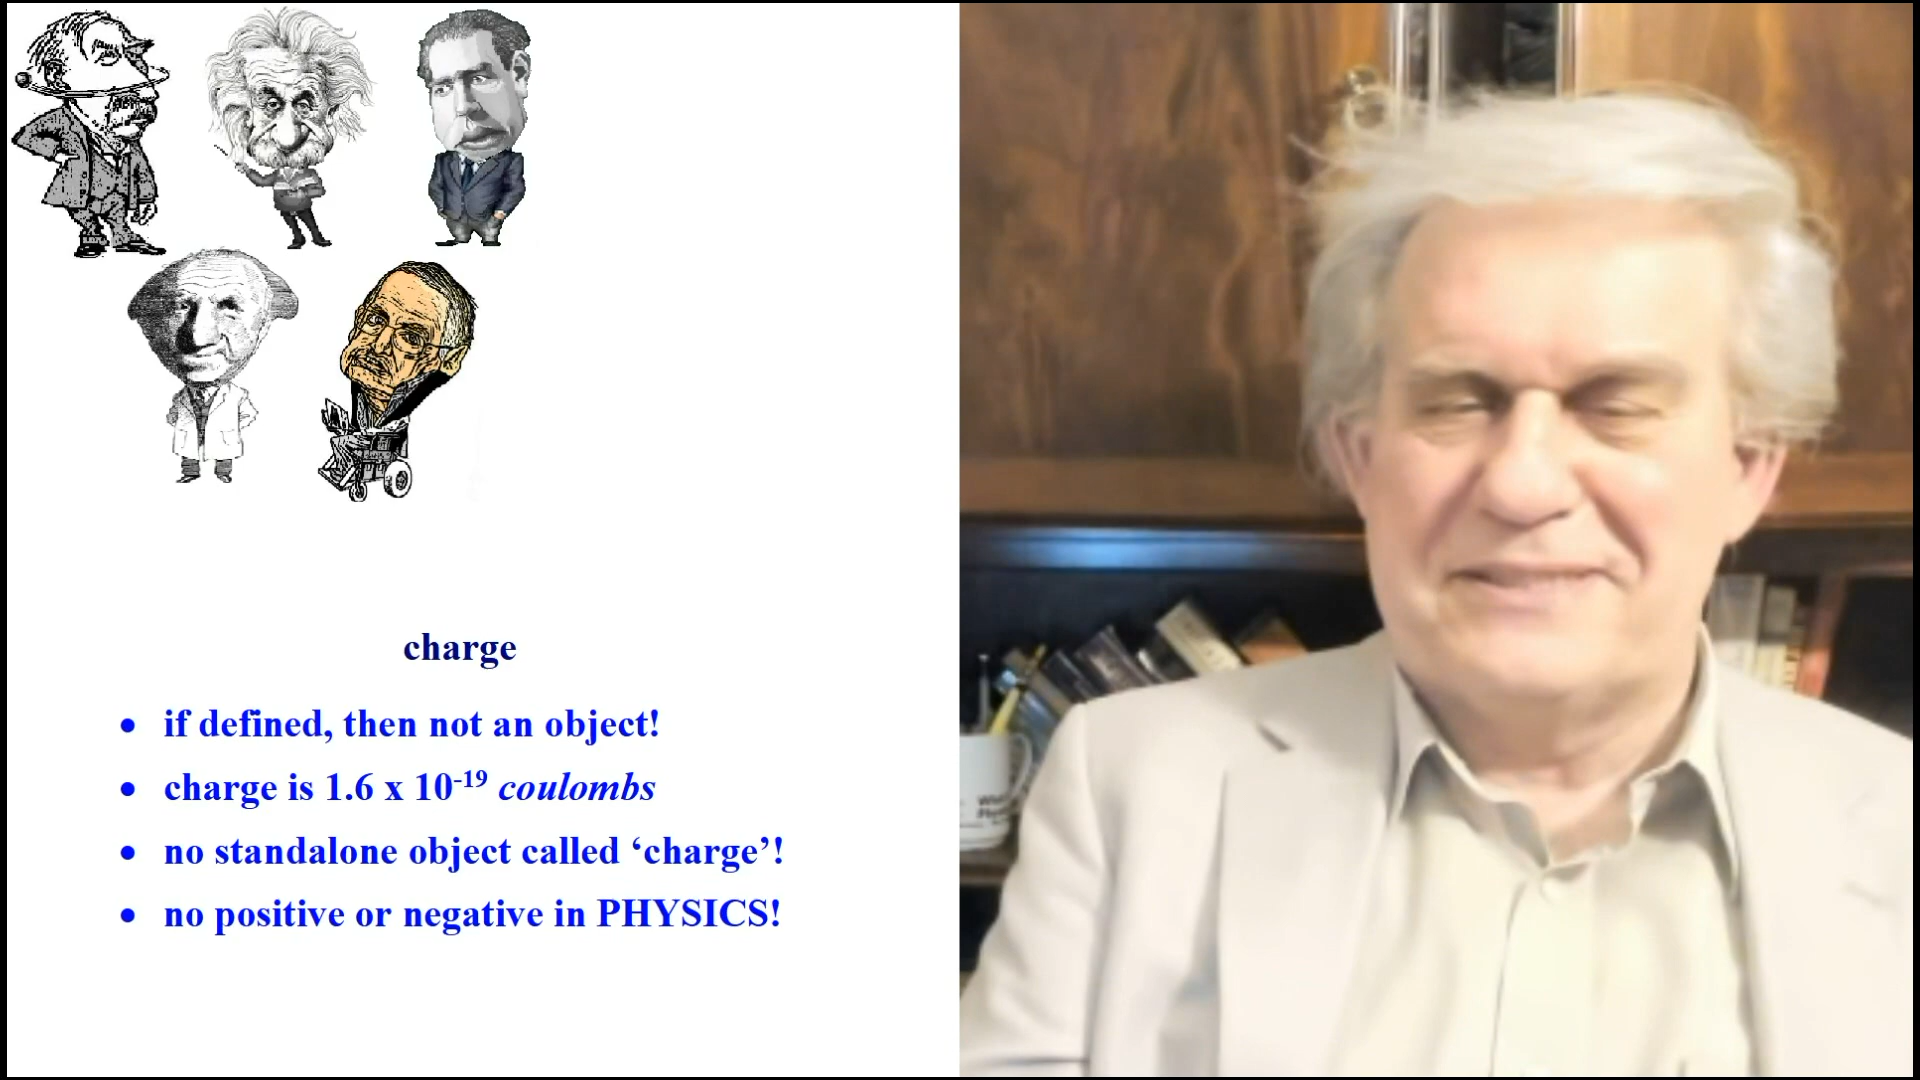 charge
• if defined, then not an object!
• charge is 1.6 x 10⁻¹⁹ coulombs
• no standalone object called ‘charge’!
• no positive or negative in PHYSICS!